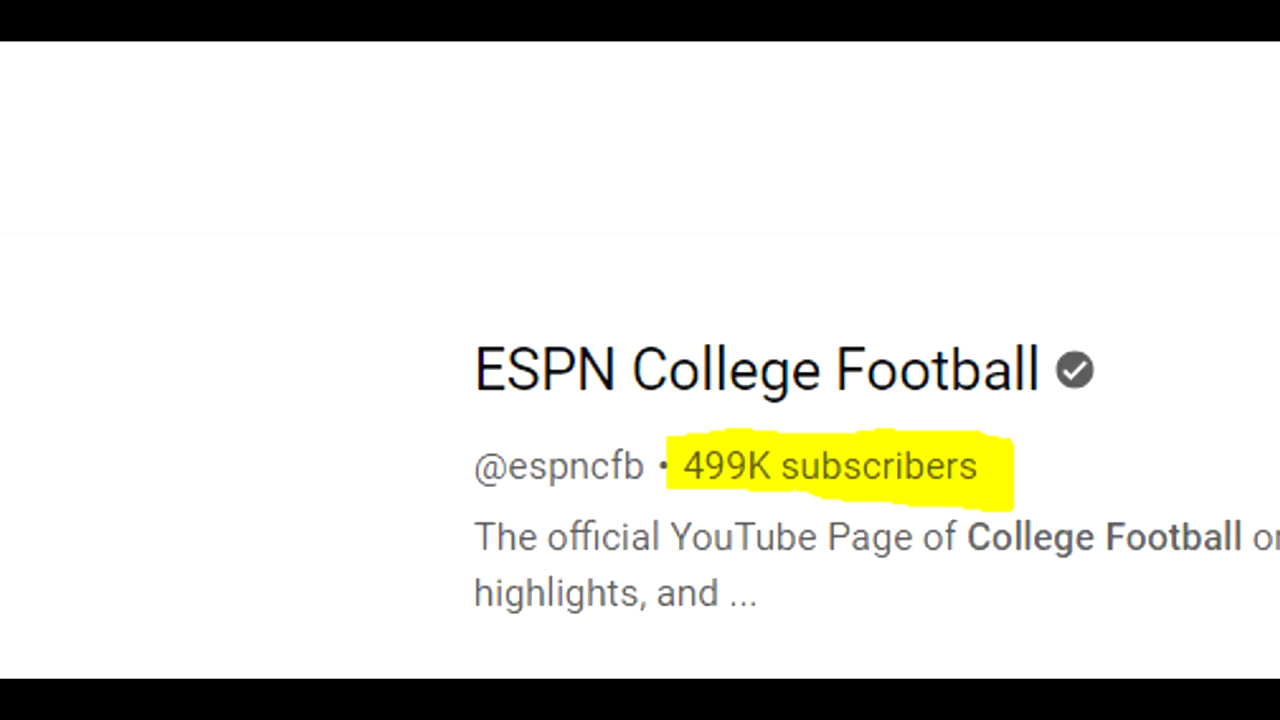 ESPN College Football
@espncfb • 499K subscribers
The official YouTube Page of College Football
highlights, and ...